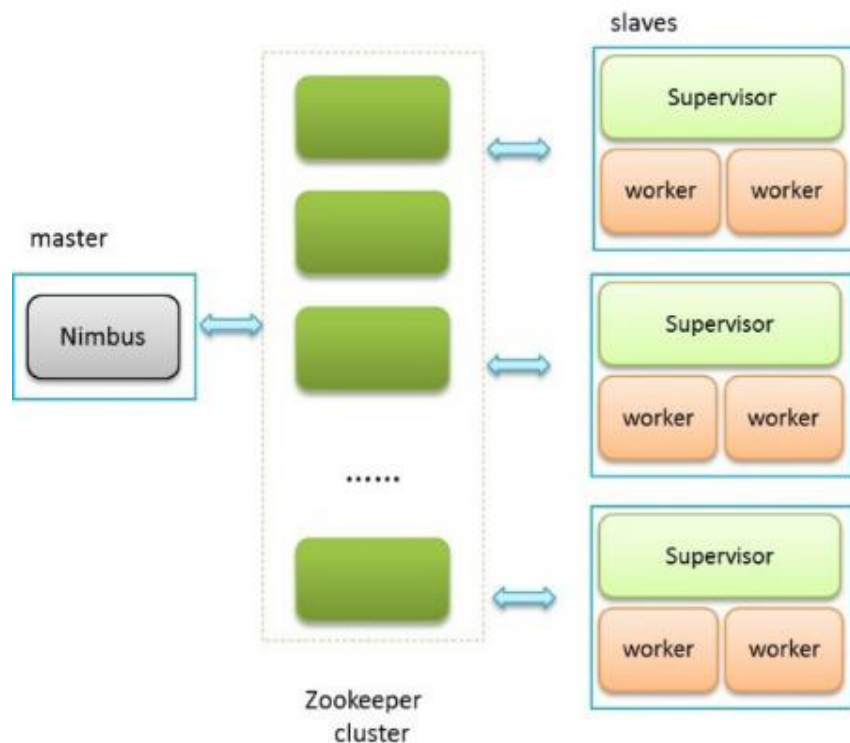 slaves
Supervisor
worker worker
master
Nimbus
Supervisor
worker worker
......
Supervisor
worker worker
Zookeeper
cluster